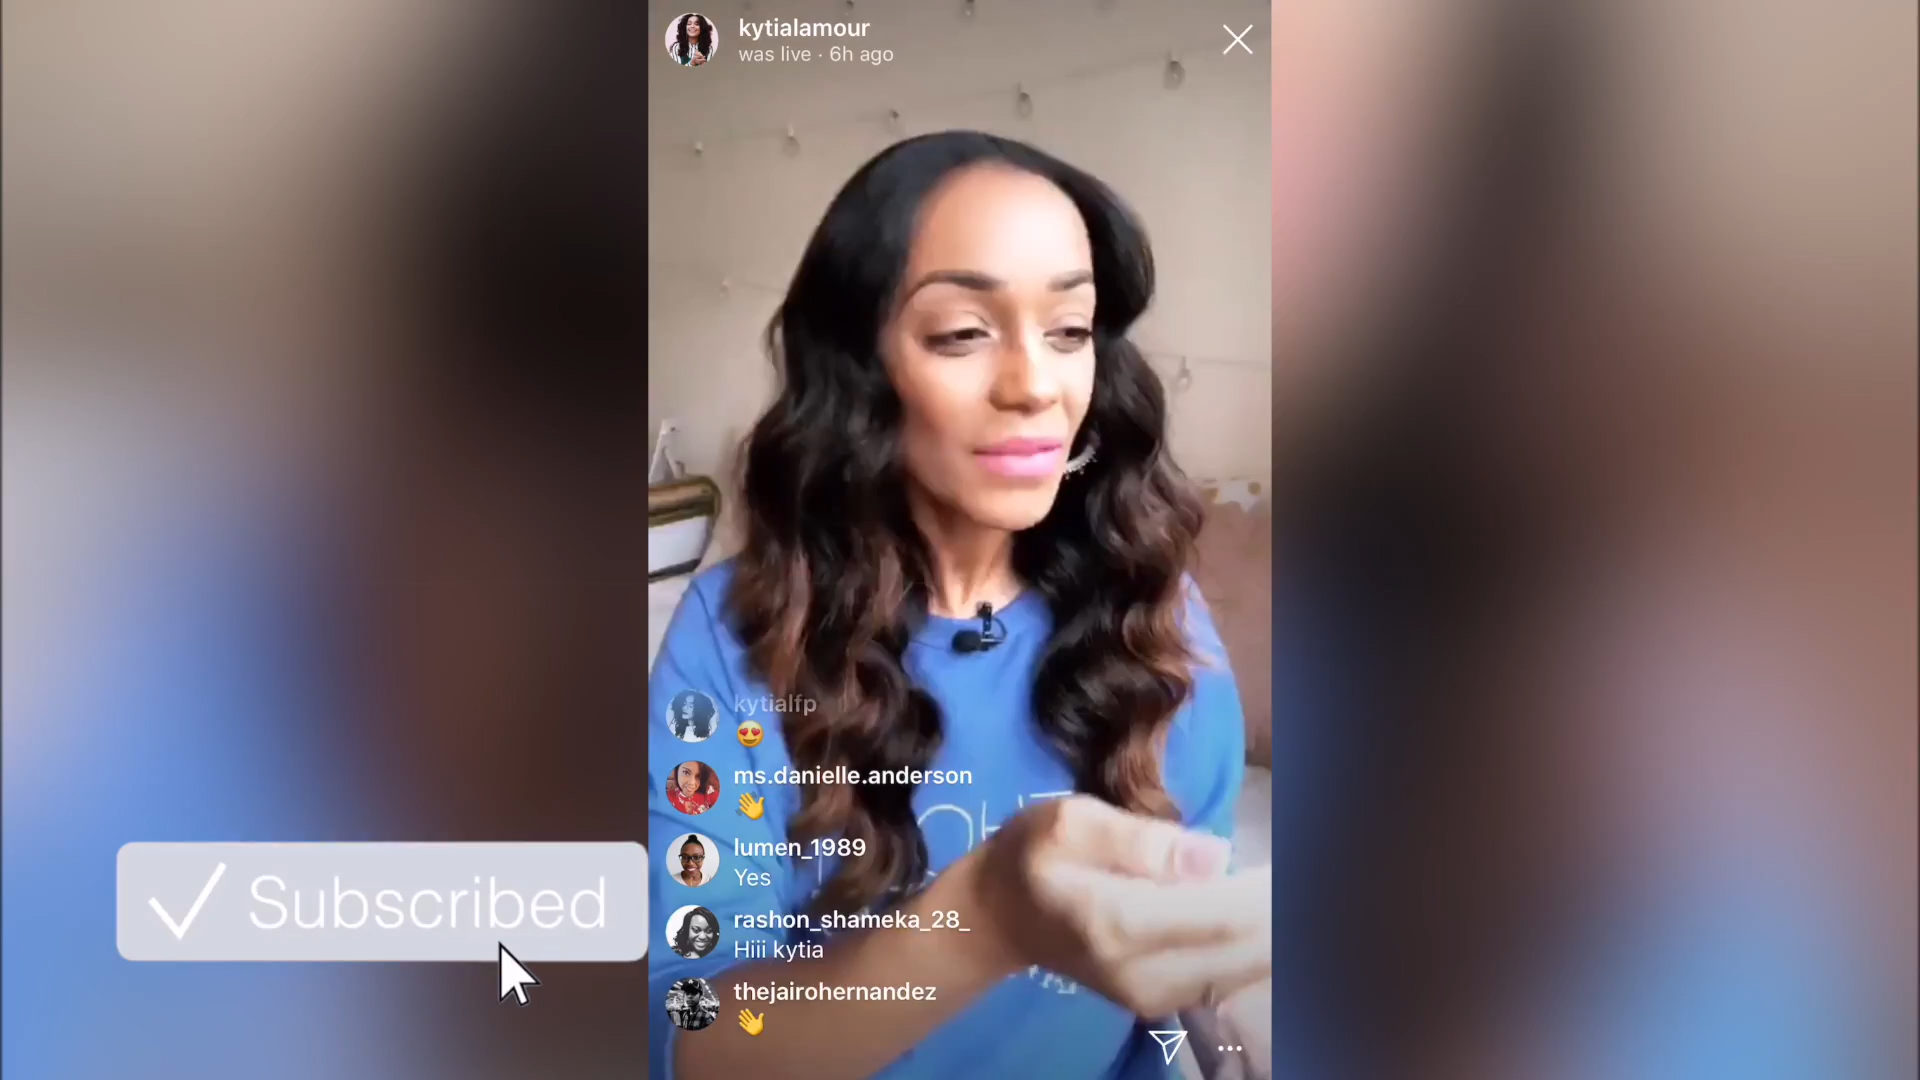 kytialamour
was live · 6h ago
kytialfp
😍
ms.danielle.anderson
👋
lumen_1989
Yes
rashon_shameka_28_
Hiii kytia
thejairohernandez
👋
Subscribed